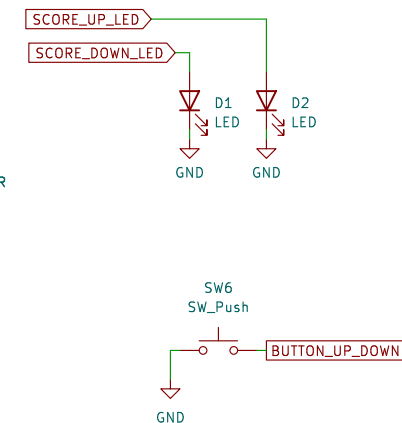 SCORE_UP_LED
SCORE_DOWN_LED
D1
LED
D2
LED
GND
GND
R
SW6
SW_Push
BUTTON_UP_DOWN
GND